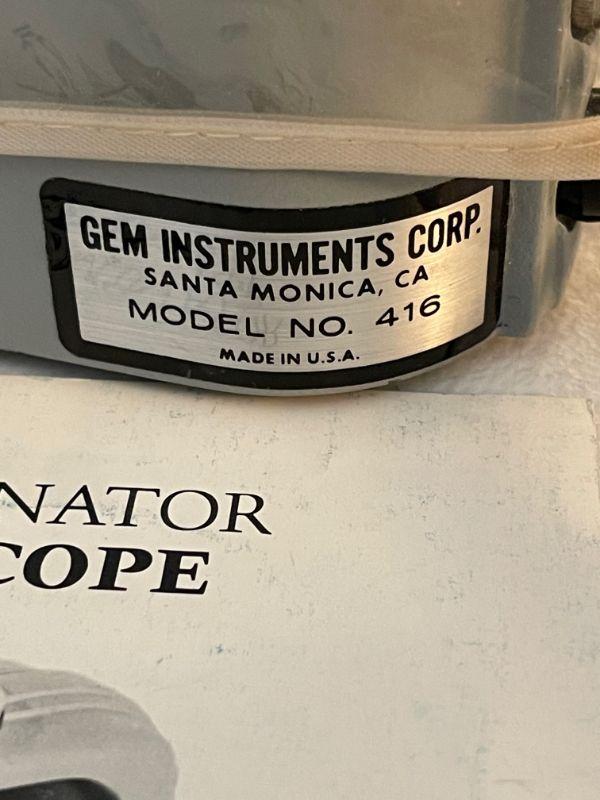 GEM INSTRUMENTS CORP.
SANTA MONICA, CA
MODEL NO. 416
MADE IN U.S.A.
NATOR
COPE